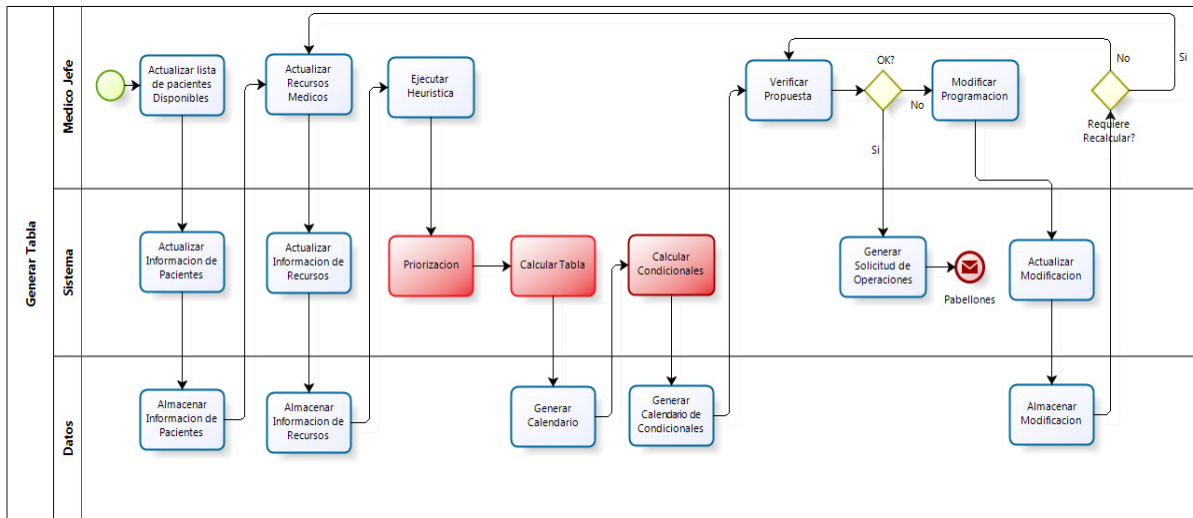 Generar Tabla
Medico Jefe
Actualizar lista
de pacientes
Disponibles
Actualizar
Recursos
Medicos
Ejecutar
Heuristica
Verificar
Propuesta
OK?
No
Si
Modificar
Programacion
No
Si
Requiere
Recalcular?
Sistema
Actualizar
Informacion de
Pacientes
Actualizar
Informacion de
Recursos
Priorizacion
Calcular Tabla
Calcular
Condicionales
Generar
Solicitud de
Operaciones
Pabellones
Actualizar
Modificacion
Datos
Almacenar
Informacion de
Pacientes
Almacenar
Informacion de
Recursos
Generar
Calendario
Generar
Calendario de
Condicionales
Almacenar
Modificacion